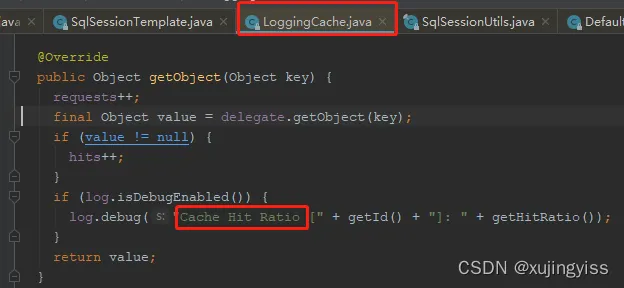 ava × SqlSessionTemplate.java × LoggingCache.java × SqlSessionUtils.java × Default
@Override
public Object getObject(Object key) {
requests++;
final Object value = delegate.getObject(key);
if (value != null) {
hits++;
}
if (log.isDebugEnabled()) {
log.debug( s: "Cache Hit Ratio [" + getId() + "]: " + getHitRatio());
}
return value;
}
CSDN @xujingyiss